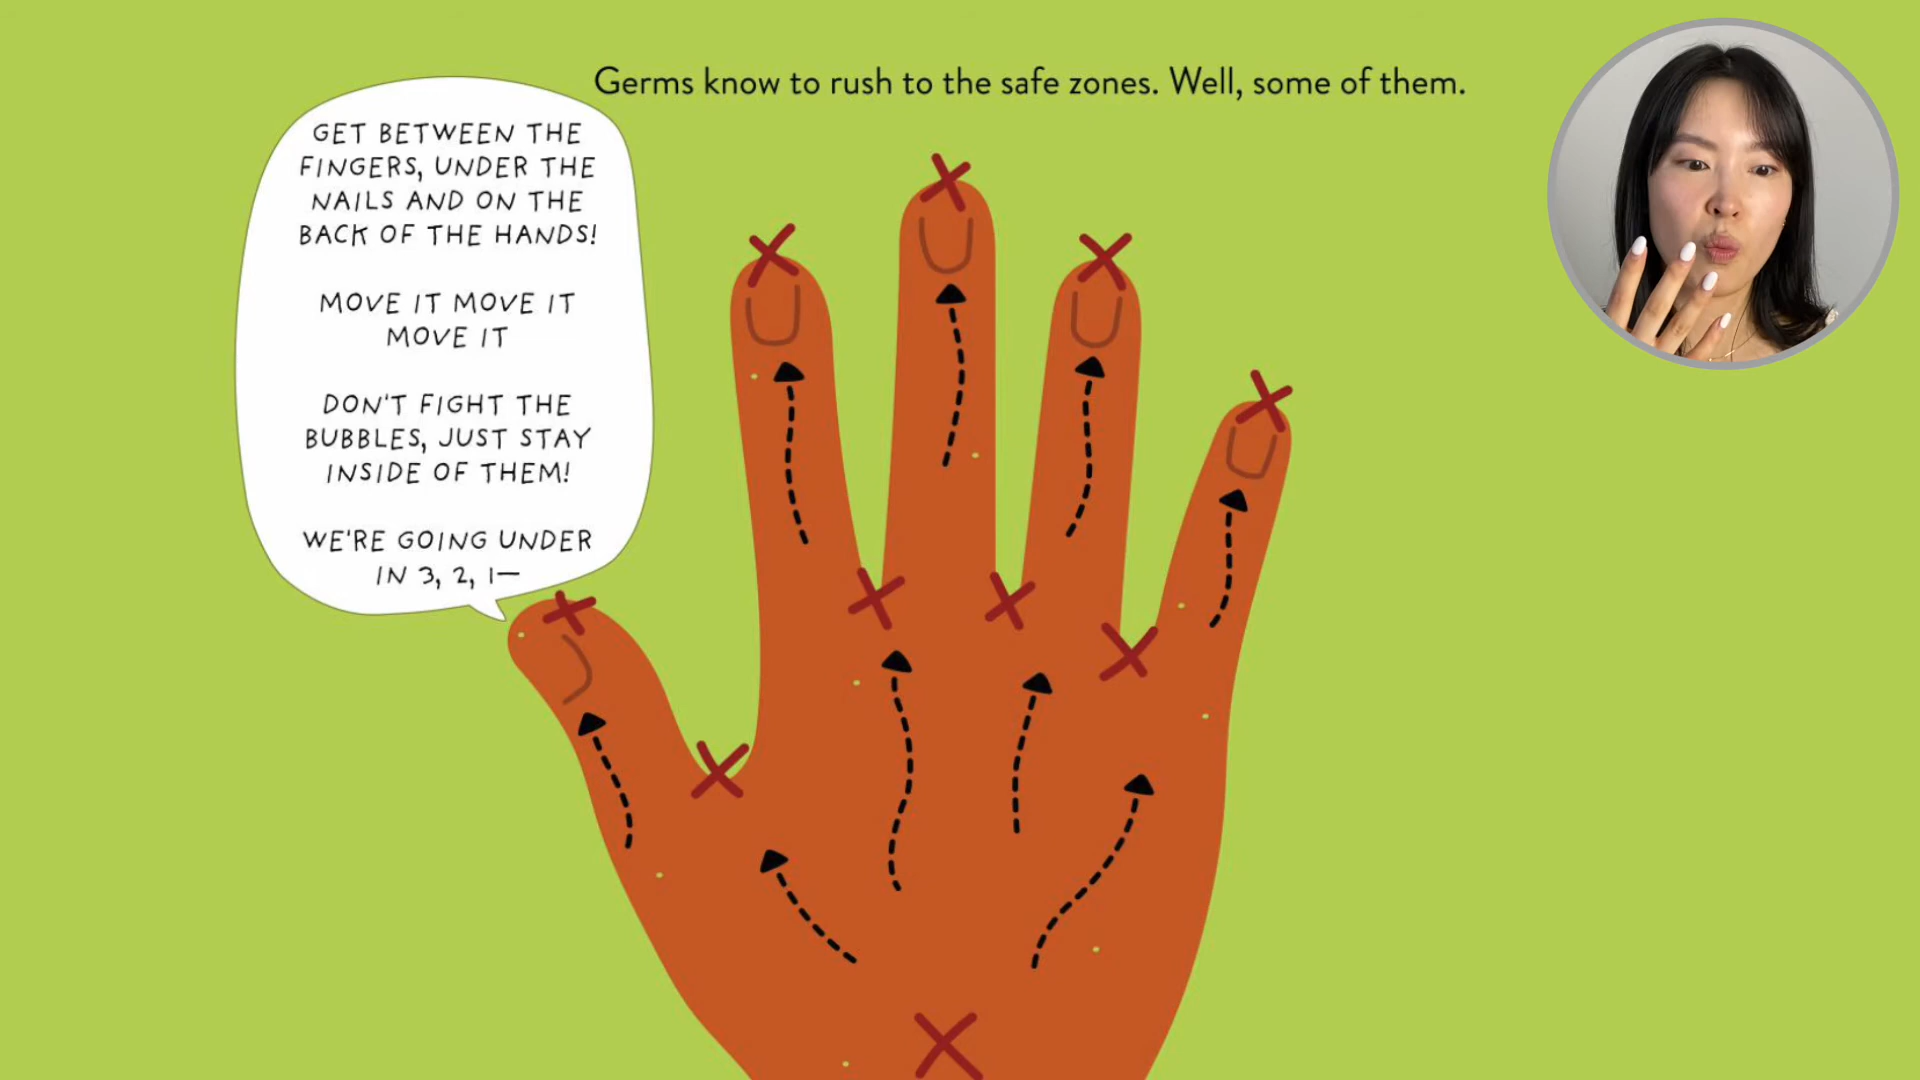 Germs know to rush to the safe zones. Well, some of them.
GET BETWEEN THE
FINGERS, UNDER THE
NAILS AND ON THE
BACK OF THE HANDS!
MOVE IT MOVE IT
MOVE IT
DON'T FIGHT THE
BUBBLES, JUST STAY
INSIDE OF THEM!
WE'RE GOING UNDER
IN 3, 2, 1—